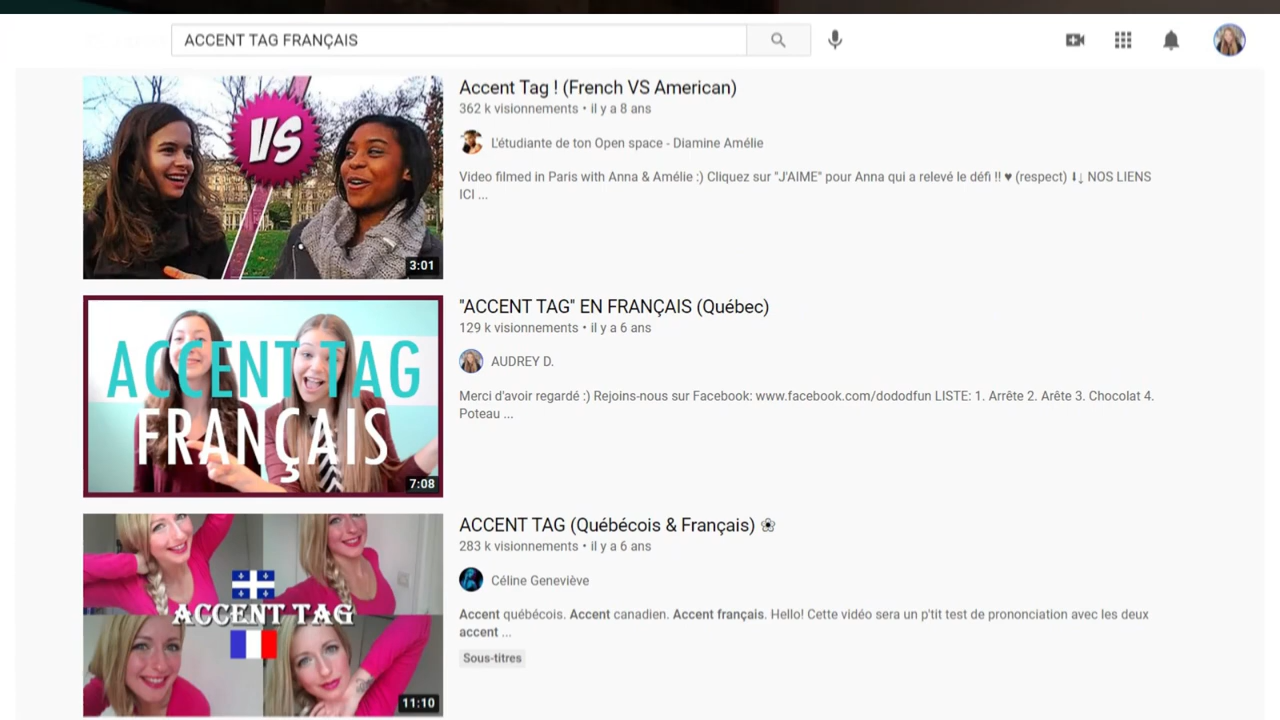 ACCENT TAG FRANÇAIS
VS
3:01
Accent Tag ! (French VS American)
362 k visionnements • il y a 8 ans
L'étudiante de ton Open space - Diamine Amélie
Video filmed in Paris with Anna & Amélie :) Cliquez sur "J'AIME" pour Anna qui a relevé le défi !! ♥ (respect) ⬇↓ NOS LIENS
ICI ...
ACCENT TAG
FRANÇAIS
7:08
"ACCENT TAG" EN FRANÇAIS (Québec)
129 k visionnements • il y a 6 ans
AUDREY D.
Merci d'avoir regardé :) Rejoins-nous sur Facebook: www.facebook.com/dododfun LISTE: 1. Arrête 2. Arête 3. Chocolat 4.
Poteau ...
ACCENT TAG
11:10
ACCENT TAG (Québécois & Français) ❀
283 k visionnements • il y a 6 ans
Céline Geneviève
Accent québécois. Accent canadien. Accent français. Hello! Cette vidéo sera un p'tit test de prononciation avec les deux
accent ...
Sous-titres